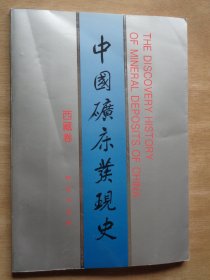 中國礦床發現史
西藏卷
THE DISCOVERY HISTORY
OF MINERAL DEPOSITS OF CHINA